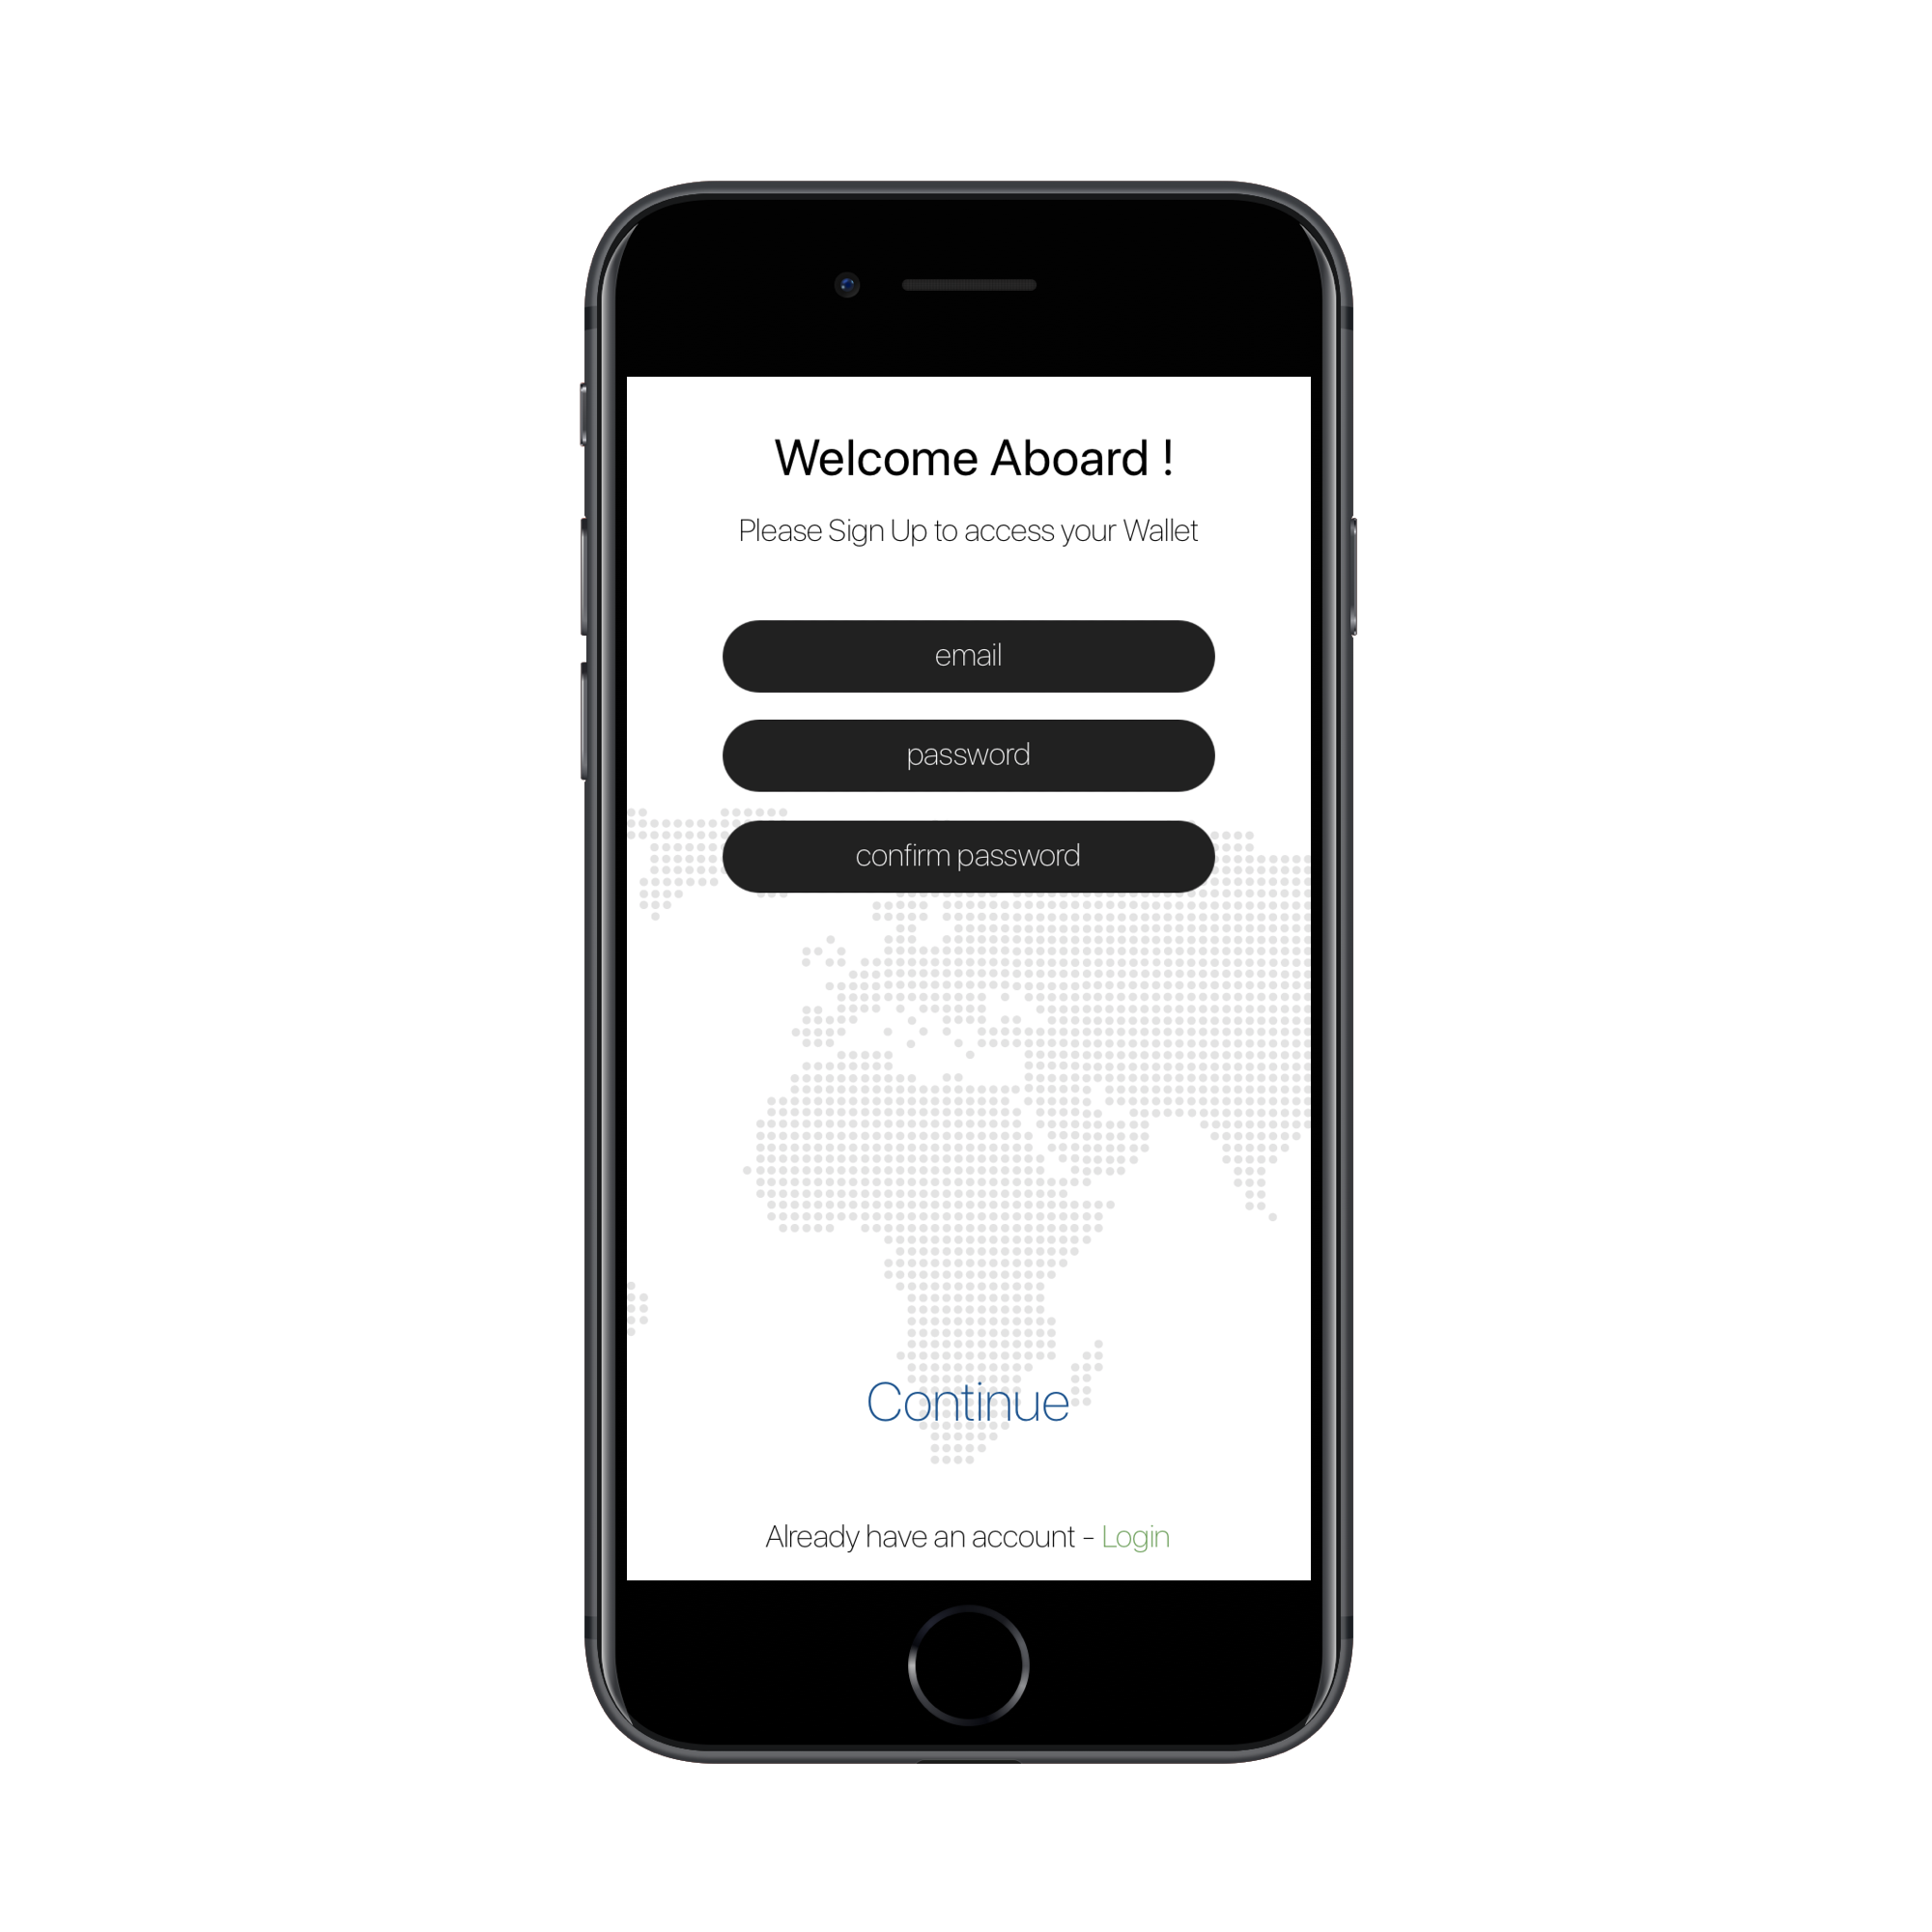 Welcome Aboard !
Please Sign Up to access your Wallet
email
password
confirm password
Continue
Already have an account - Login